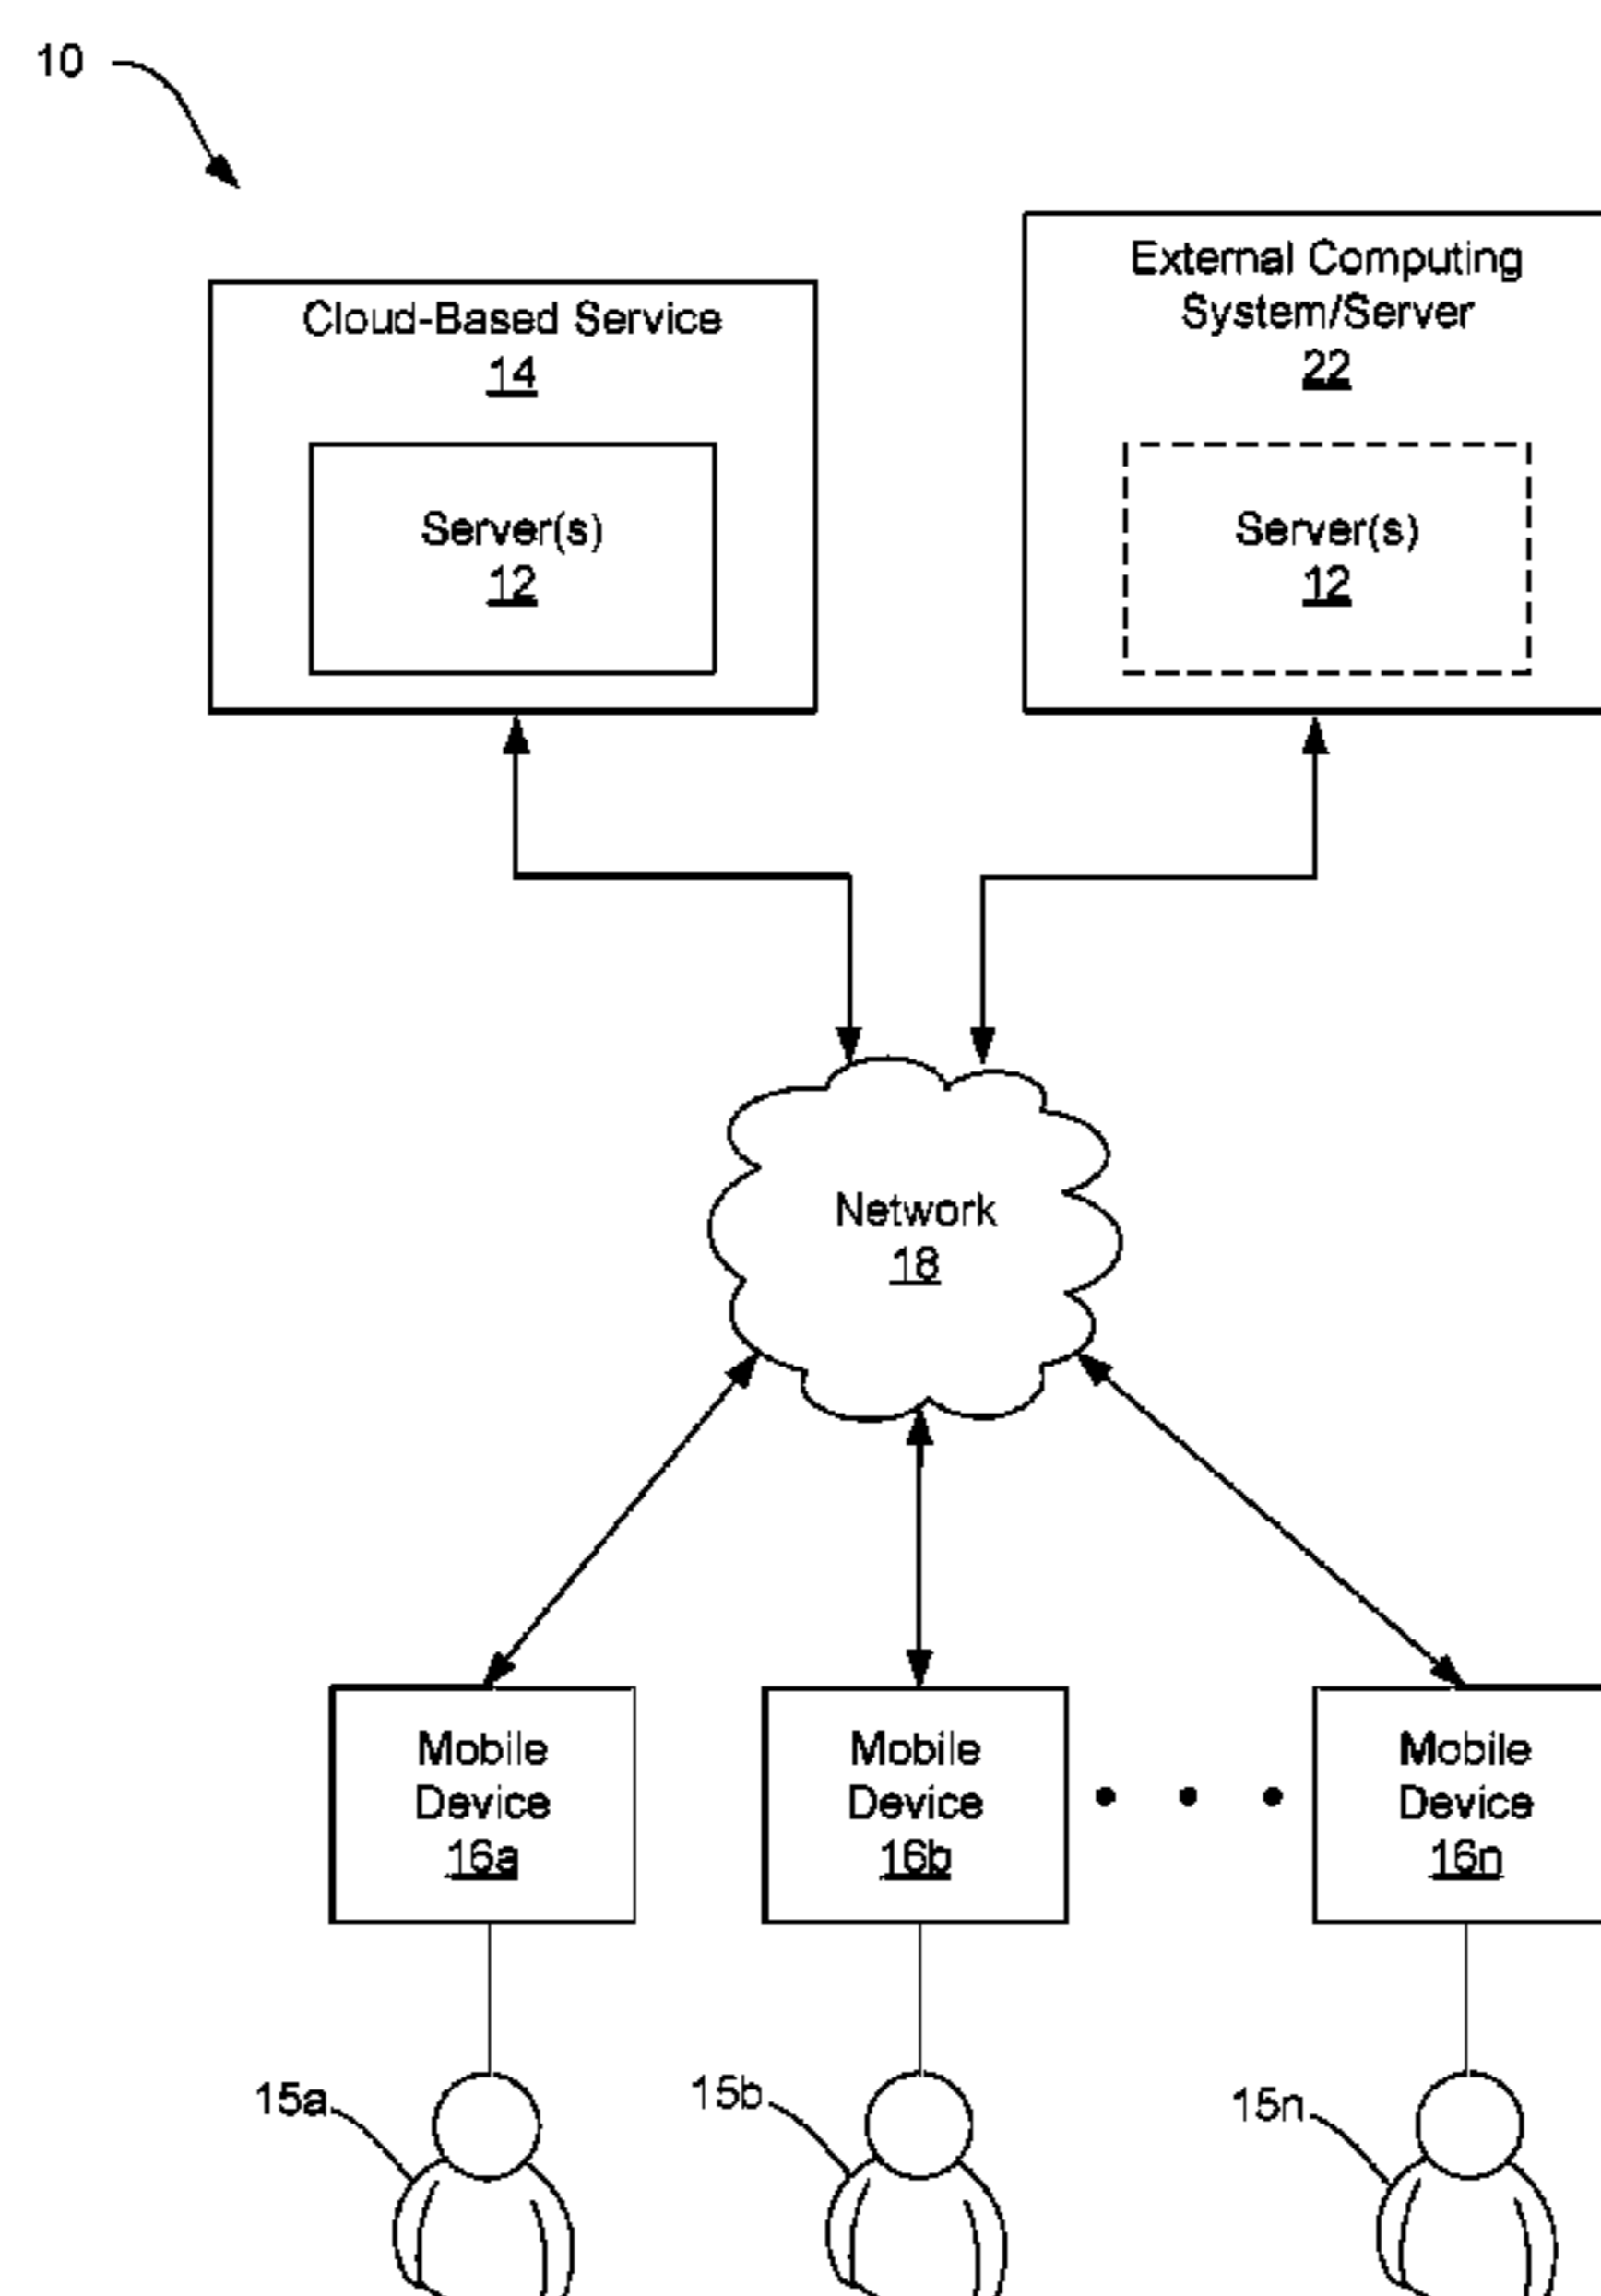 10
External Computing
System/Server
22
Cloud-Based Service
14
Server(s)
12
Server(s)
12
Network
18
Mobile
Device
16a
Mobile
Device
16b
Mobile
Device
16n
15a
15b
15n